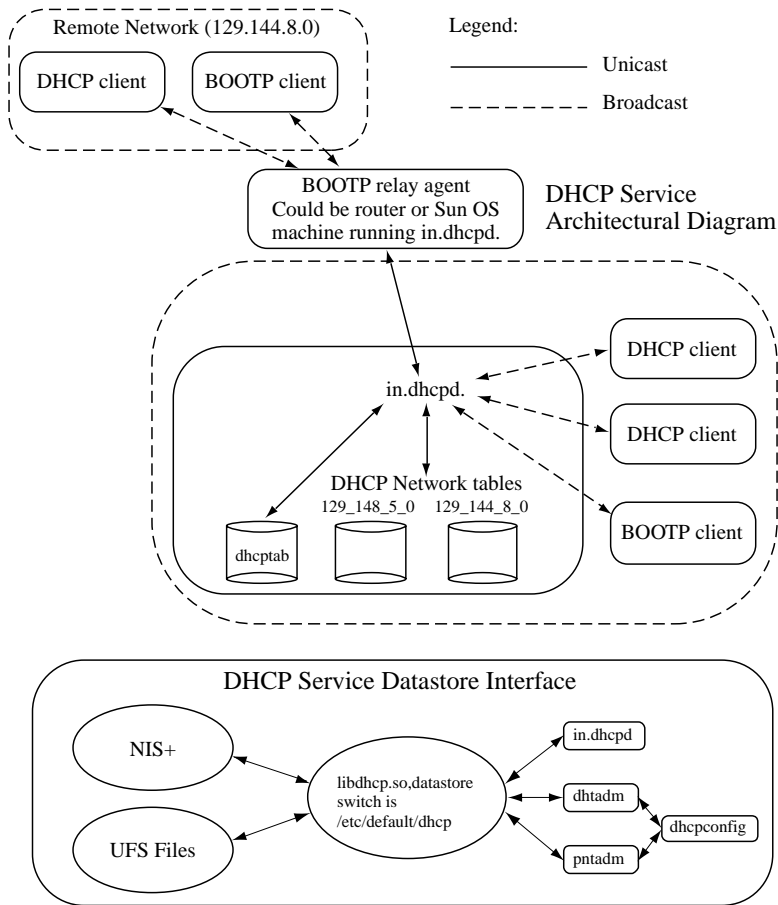 Remote Network (129.144.8.0)
DHCP client
BOOTP client
Legend:
Unicast
Broadcast
BOOTP relay agent
Could be router or Sun OS
machine running in.dhcpd.
DHCP Service
Architectural Diagram
DHCP client
in.dhcpd.
DHCP client
DHCP Network tables
129_148_5_0
129_144_8_0
BOOTP client
dhcptab
DHCP Service Datastore Interface
NIS+
UFS Files
libdhcp.so,datastore
switch is
/etc/default/dhcp
in.dhcpd
dhtadm
dhcpconfig
pntadm